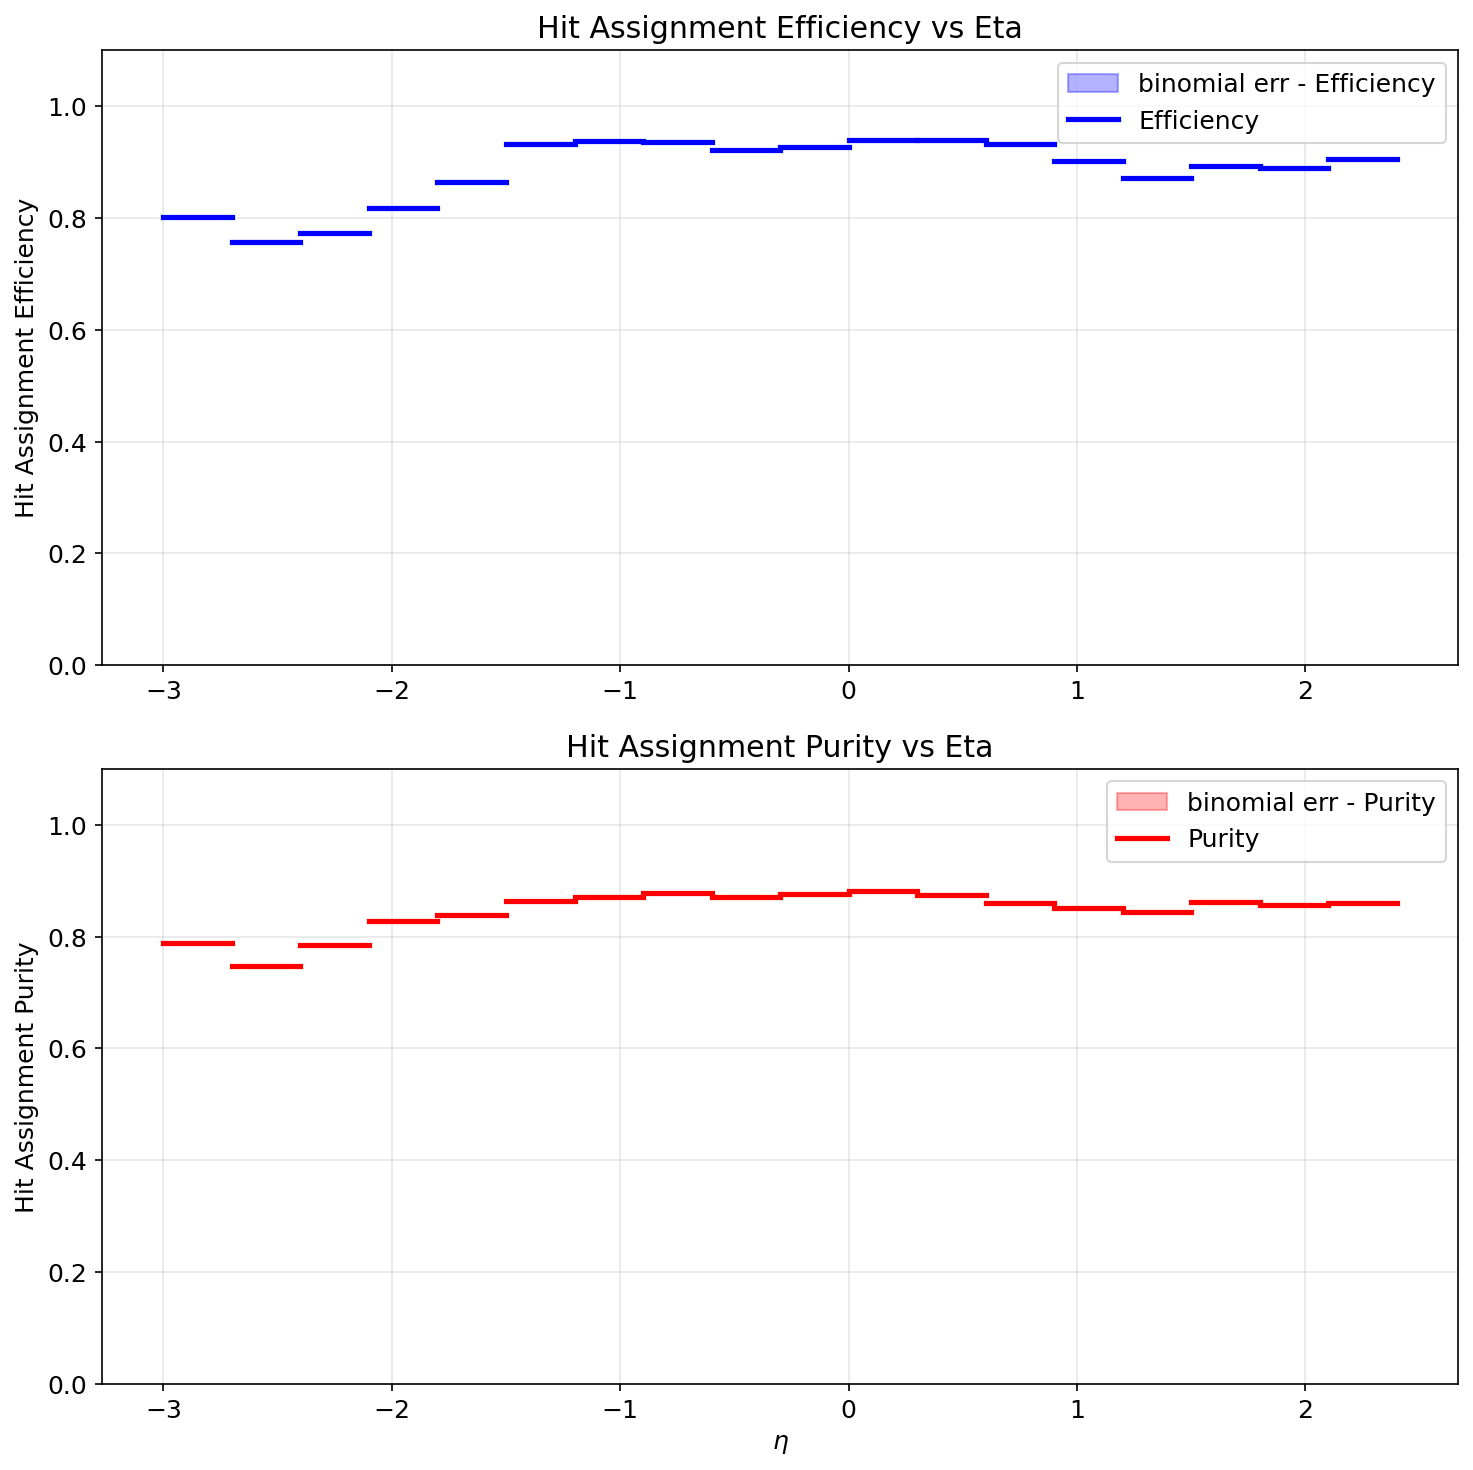 Hit Assignment Efficiency vs Eta
binomial err - Efficiency
Efficiency
Hit Assignment Efficiency
1.0
0.8
0.6
0.4
0.2
0.0
−3
−2
−1
0
1
2
Hit Assignment Purity vs Eta
binomial err - Purity
Purity
Hit Assignment Purity
1.0
0.8
0.6
0.4
0.2
0.0
−3
−2
−1
0
1
2
η